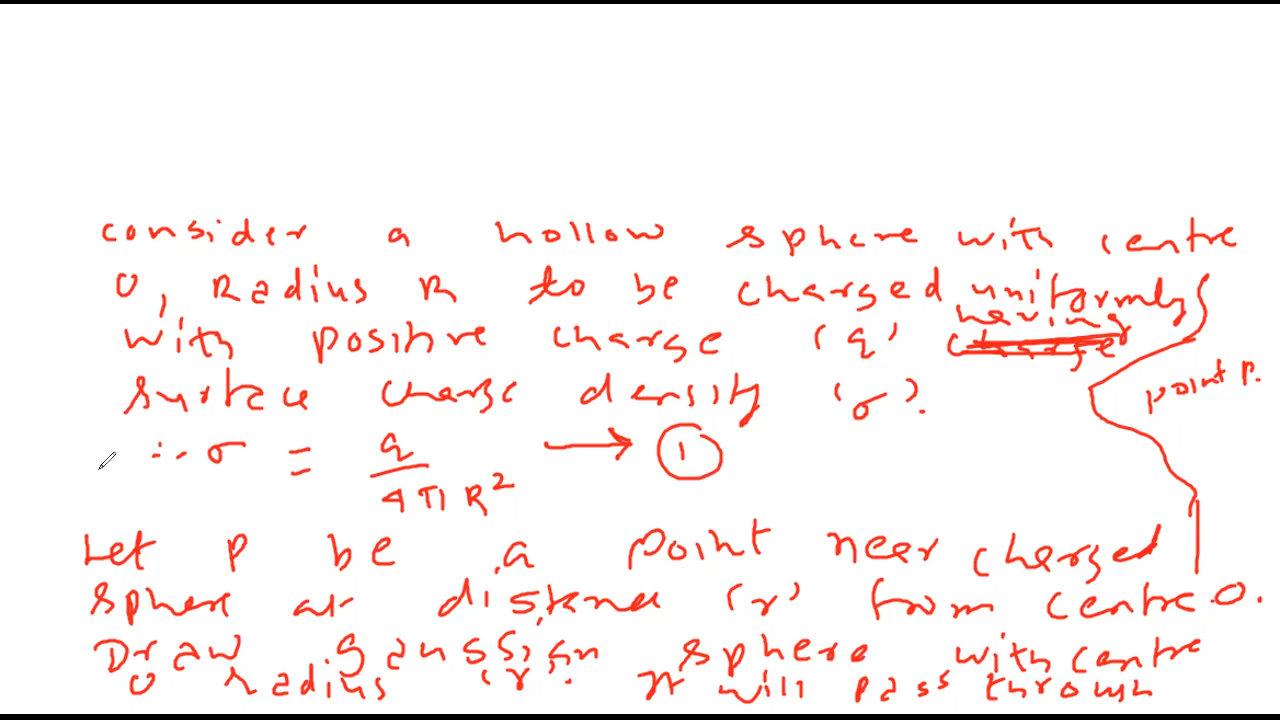 consider a hollow sphere with centre
O, Radius R to be charged uniformly
with positive charge 'q' having charge
surface charge density 'σ'.
∴ σ = q / 4πR² → ①
Let P be a point near charged
sphere at distance 'r' from centre O.
Draw gaussian sphere with centre
O radius 'r'. It will pass through
point P.